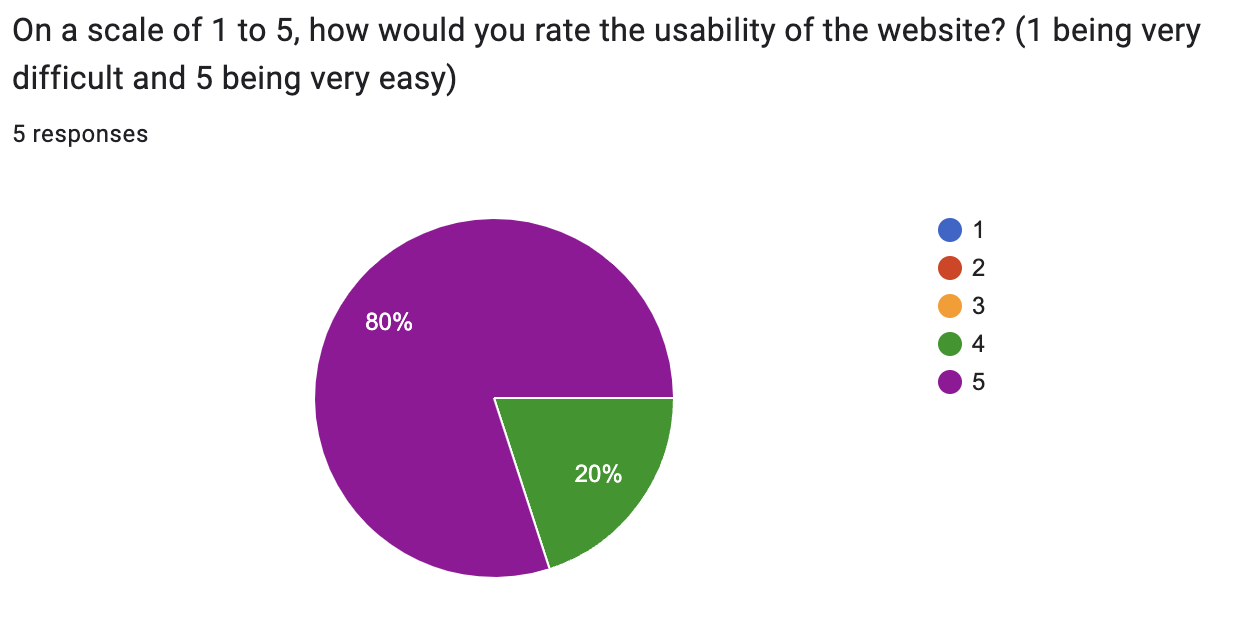 On a scale of 1 to 5, how would you rate the usability of the website? (1 being very
difficult and 5 being very easy)
5 responses
80%
20%
1
2
3
4
5